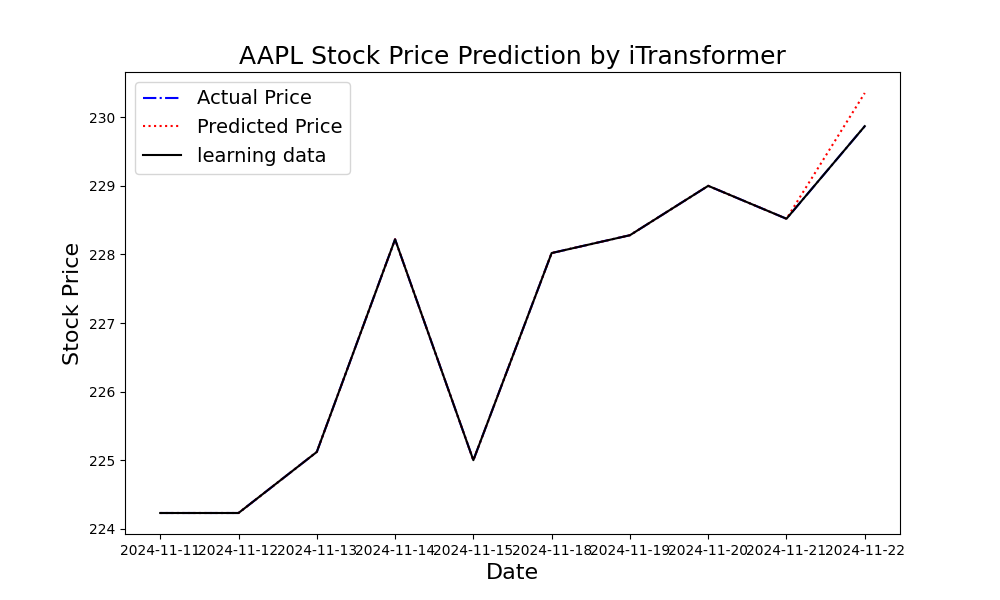 AAPL Stock Price Prediction by iTransformer
Actual Price
Predicted Price
learning data
230
229
228
227
226
225
224
Stock Price
2024-11-11 2024-11-12 2024-11-13 2024-11-14 2024-11-15 2024-11-18 2024-11-19 2024-11-20 2024-11-21 2024-11-22
Date